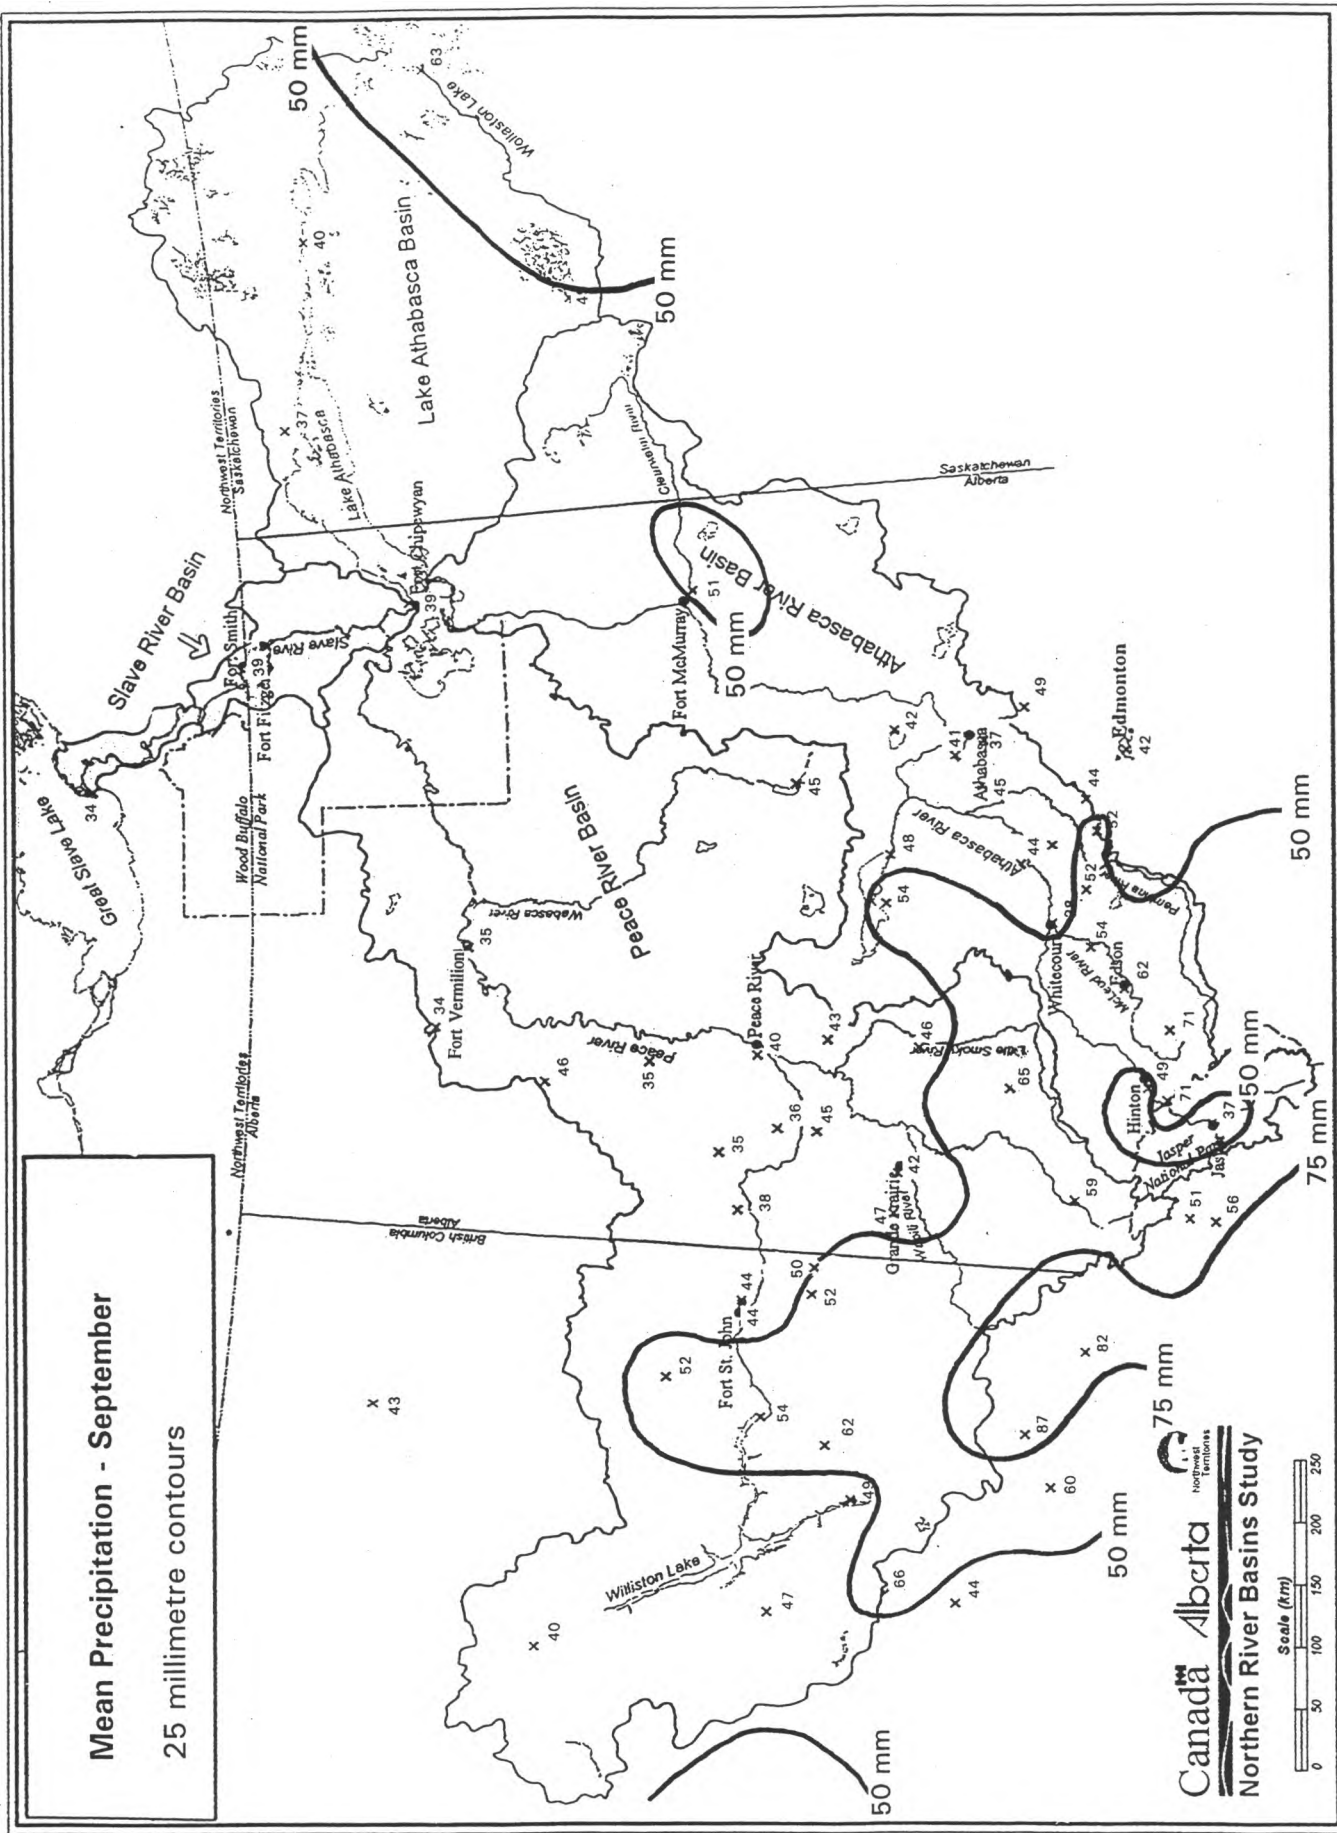 Mean Precipitation - September
25 millimetre contours
Great Slave Lake
34
Slave River Basin
Fort Smith
39
Fort
Slave River
Wood Buffalo
National Park
Northwest Territories
Alberta
Northwest Territories
Saskatchewan
Alberta
British Columbia
Saskatchewan
Alberta
50 mm
63
Wollaston Lake
40
37
Lake Athabasca
Lake Athabasca Basin
Fort Chipewyan
39
50 mm
Fort McMurray
51
50 mm
Athabasca River Basin
43
34
Fort Vermilion
35
Wabasca River
Peace River Basin
45
46
35
Peace River
Peace River
40
43
36
45
35
38
44
44
Fort St. John
52
50
52
54
62
49
Williston Lake
40
47
66
44
50 mm
50 mm
60
87
82
75 mm
Grande Prairie
42
47
46
Little Smoky River
65
59
54
48
42
41
Athabasca
37
45
49
Athabasca River
44
44
52
52
Edmonton
42
50 mm
Whitecourt
54
McLeod River
Edson
62
Pembina River
71
Hinton
49
71
37
Jasper
National Park
Jasper
51
56
50 mm
75 mm
Canada
Alberta
Northwest
Territories
Northern River Basins Study
Scale (km)
0 50 100 150 200 250